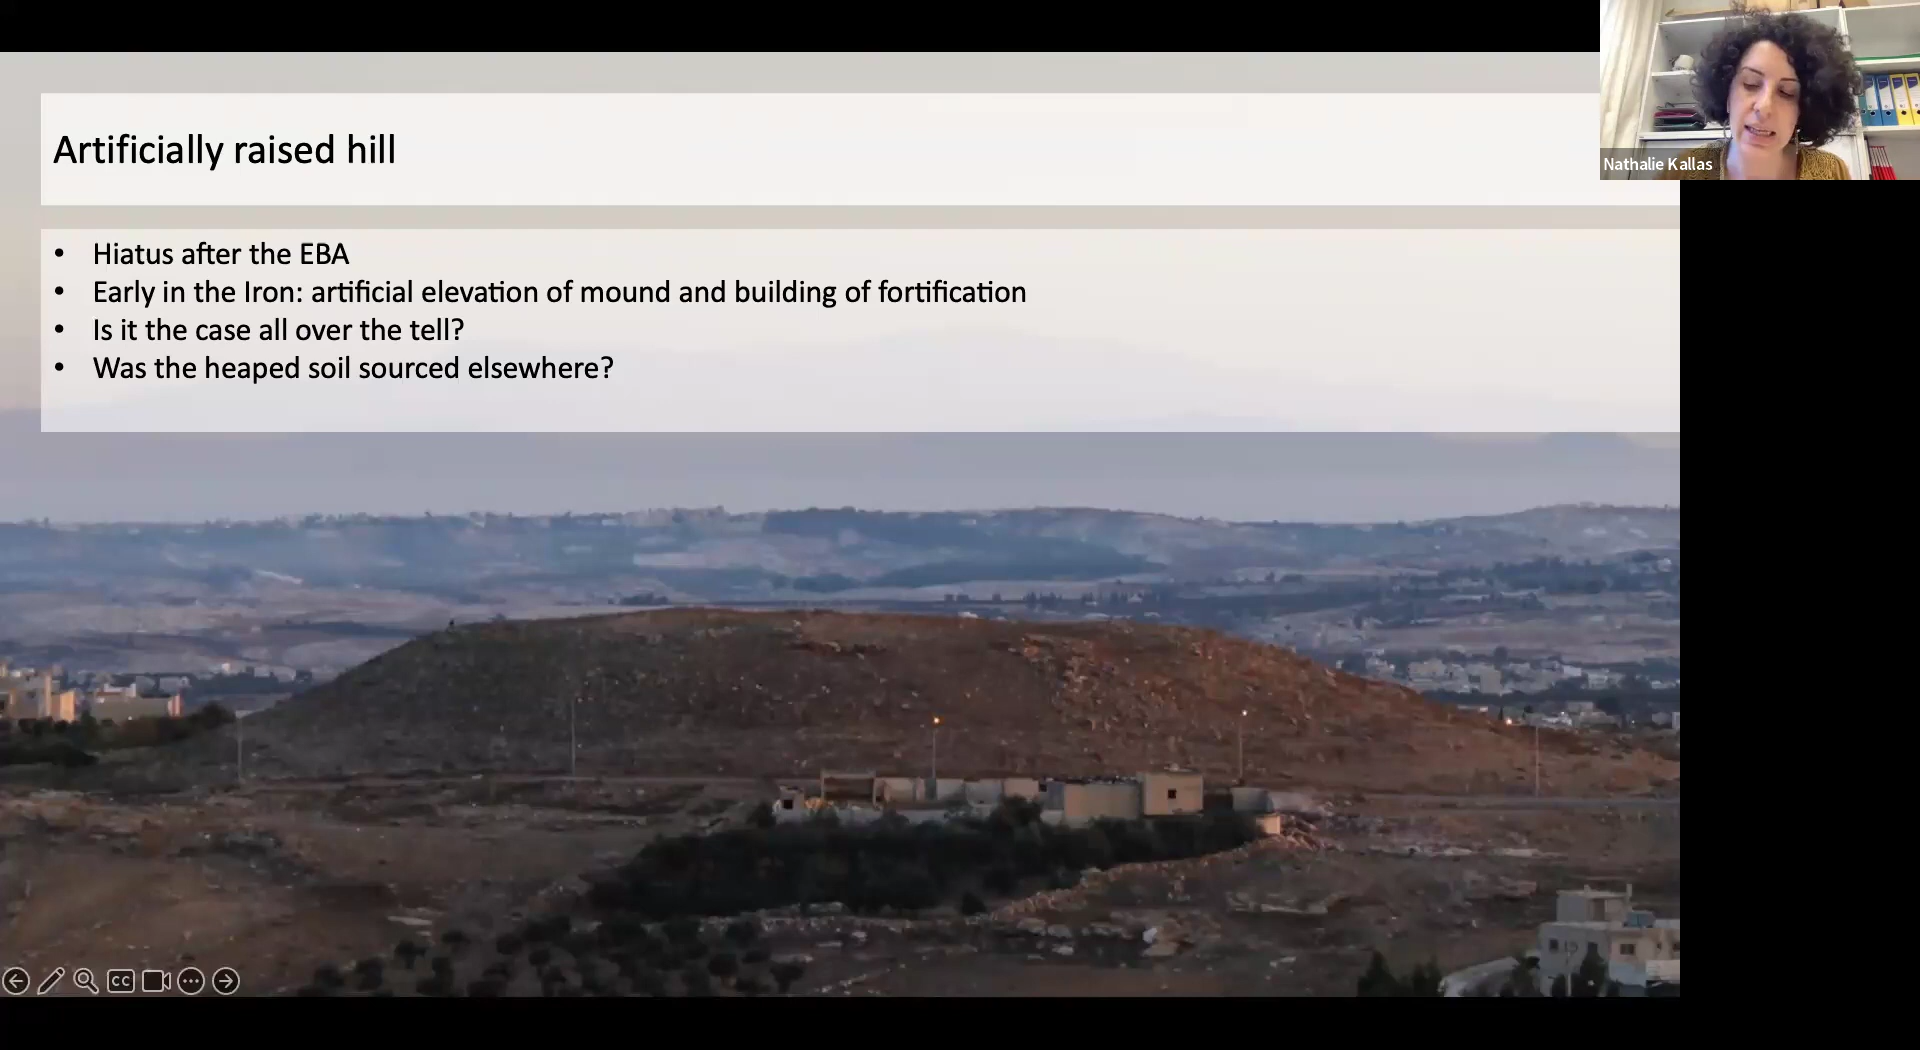 Artificially raised hill
• Hiatus after the EBA
• Early in the Iron: artificial elevation of mound and building of fortification
• Is it the case all over the tell?
• Was the heaped soil sourced elsewhere?
Nathalie Kallas
CC